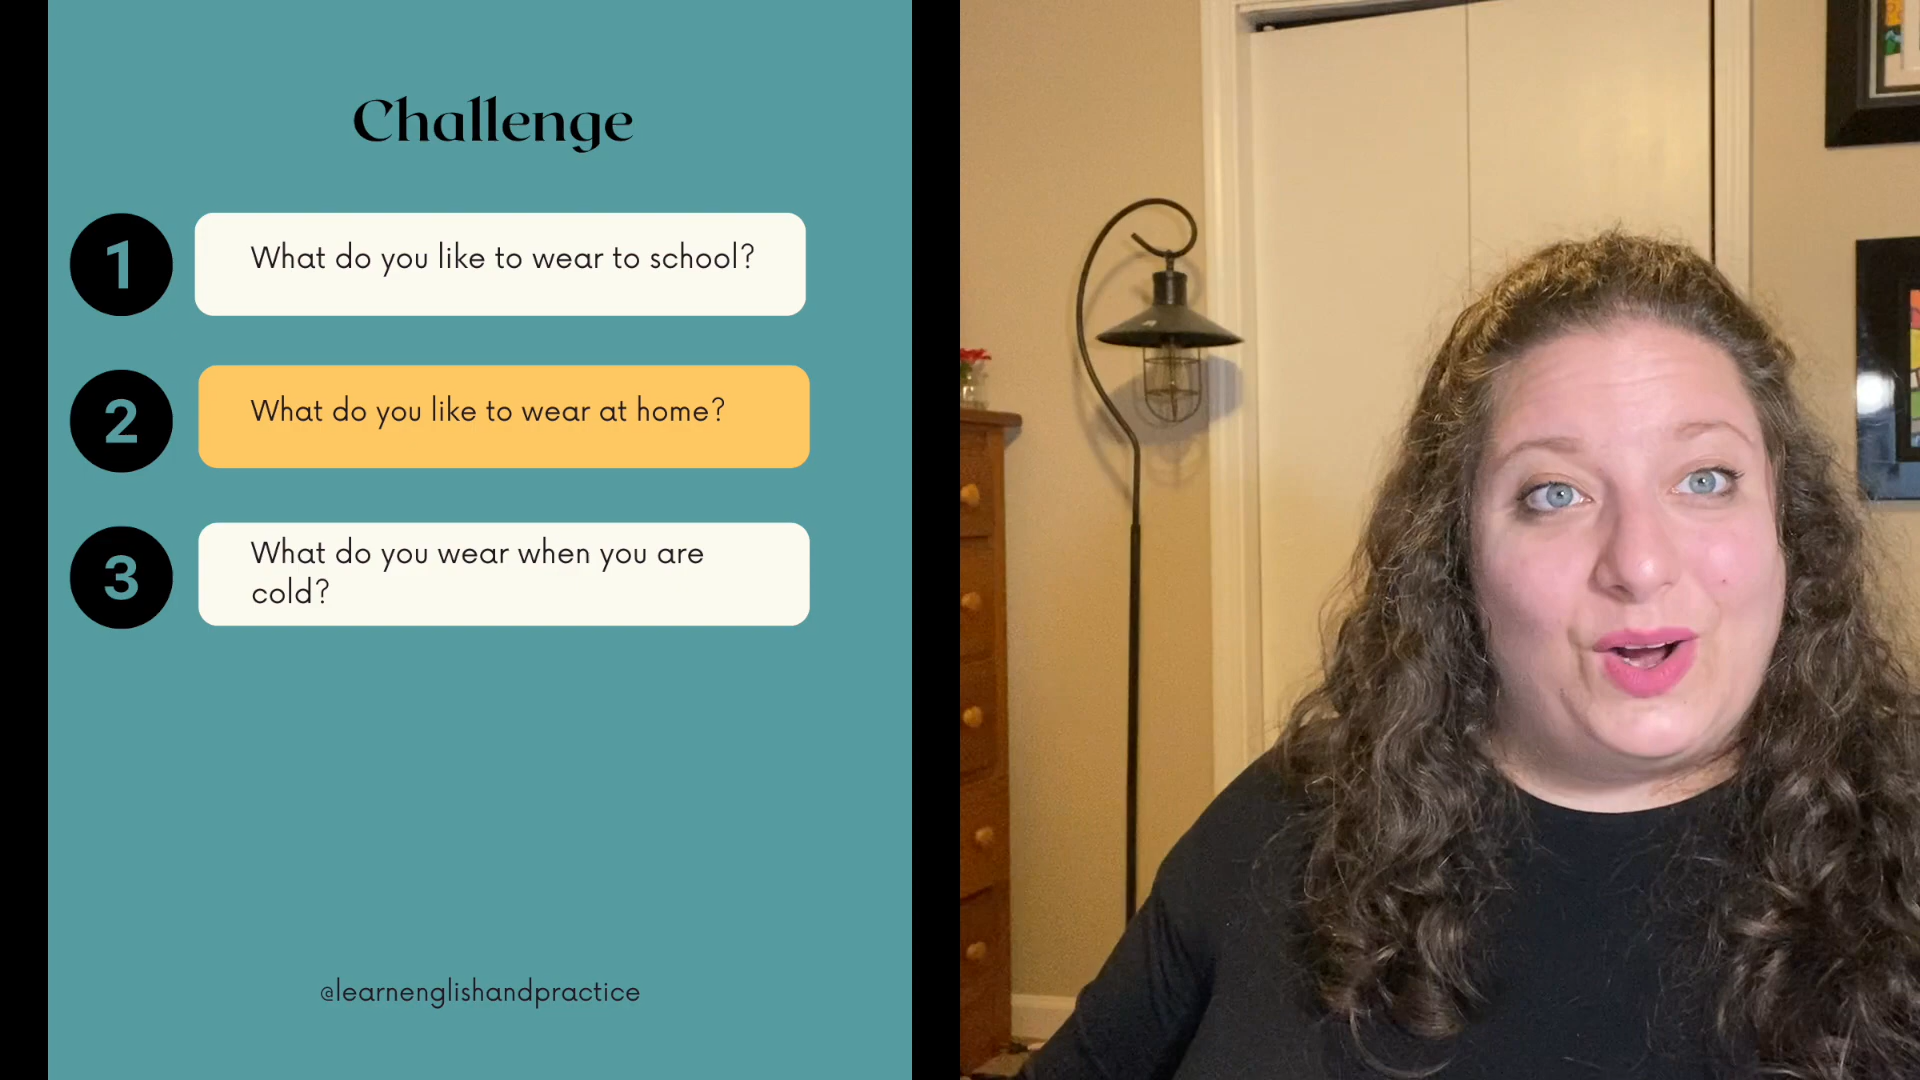 Challenge
1
What do you like to wear to school?
2
What do you like to wear at home?
3
What do you wear when you are
cold?
@learnenglishandpractice